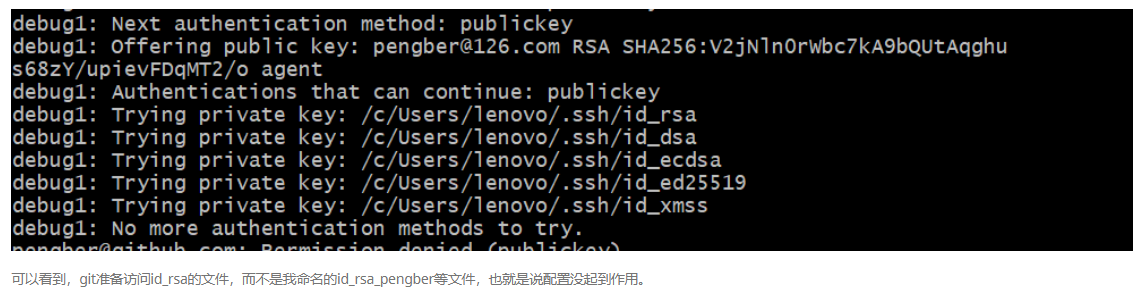 debug1: Next authentication method: publickey
debug1: Offering public key: pengber@126.com RSA SHA256:V2jNln0rWbc7kA9bQUtAqghu
s68zY/upievFDqMT2/o agent
debug1: Authentications that can continue: publickey
debug1: Trying private key: /c/Users/lenovo/.ssh/id_rsa
debug1: Trying private key: /c/Users/lenovo/.ssh/id_dsa
debug1: Trying private key: /c/Users/lenovo/.ssh/id_ecdsa
debug1: Trying private key: /c/Users/lenovo/.ssh/id_ed25519
debug1: Trying private key: /c/Users/lenovo/.ssh/id_xmss
debug1: No more authentication methods to try.
pengber@github.com: Permission denied (publickey)
可以看到，git准备访问id_rsa的文件，而不是我命名的id_rsa_pengber等文件，也就是说配置没起到作用。